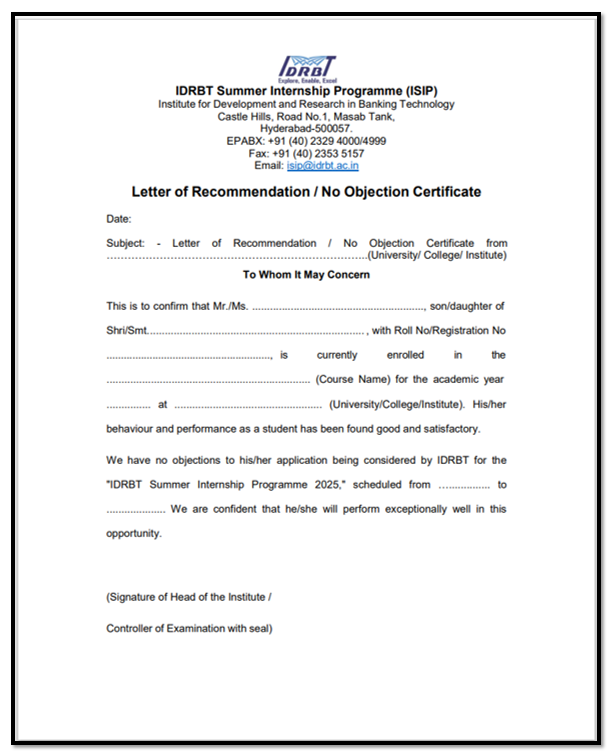 IDRBT
Explore, Enable, Excel
IDRBT Summer Internship Programme (ISIP)
Institute for Development and Research in Banking Technology
Castle Hills, Road No.1, Masab Tank,
Hyderabad-500057.
EPABX: +91 (40) 2329 4000/4999
Fax: +91 (40) 2353 5157
Email: isip@idrbt.ac.in
Letter of Recommendation / No Objection Certificate
Date:
Subject: - Letter of Recommendation / No Objection Certificate from
…………………………………………………………………..(University/ College/ Institute)
To Whom It May Concern
This is to confirm that Mr./Ms. ........................................................., son/daughter of
Shri/Smt......................................................................... , with Roll No/Registration No
......................................................., is currently enrolled in the
.................................................................... (Course Name) for the academic year
............... at .................................................. (University/College/Institute). His/her
behaviour and performance as a student has been found good and satisfactory.
We have no objections to his/her application being considered by IDRBT for the
"IDRBT Summer Internship Programme 2025," scheduled from ….............. to
.................... We are confident that he/she will perform exceptionally well in this
opportunity.
(Signature of Head of the Institute /
Controller of Examination with seal)